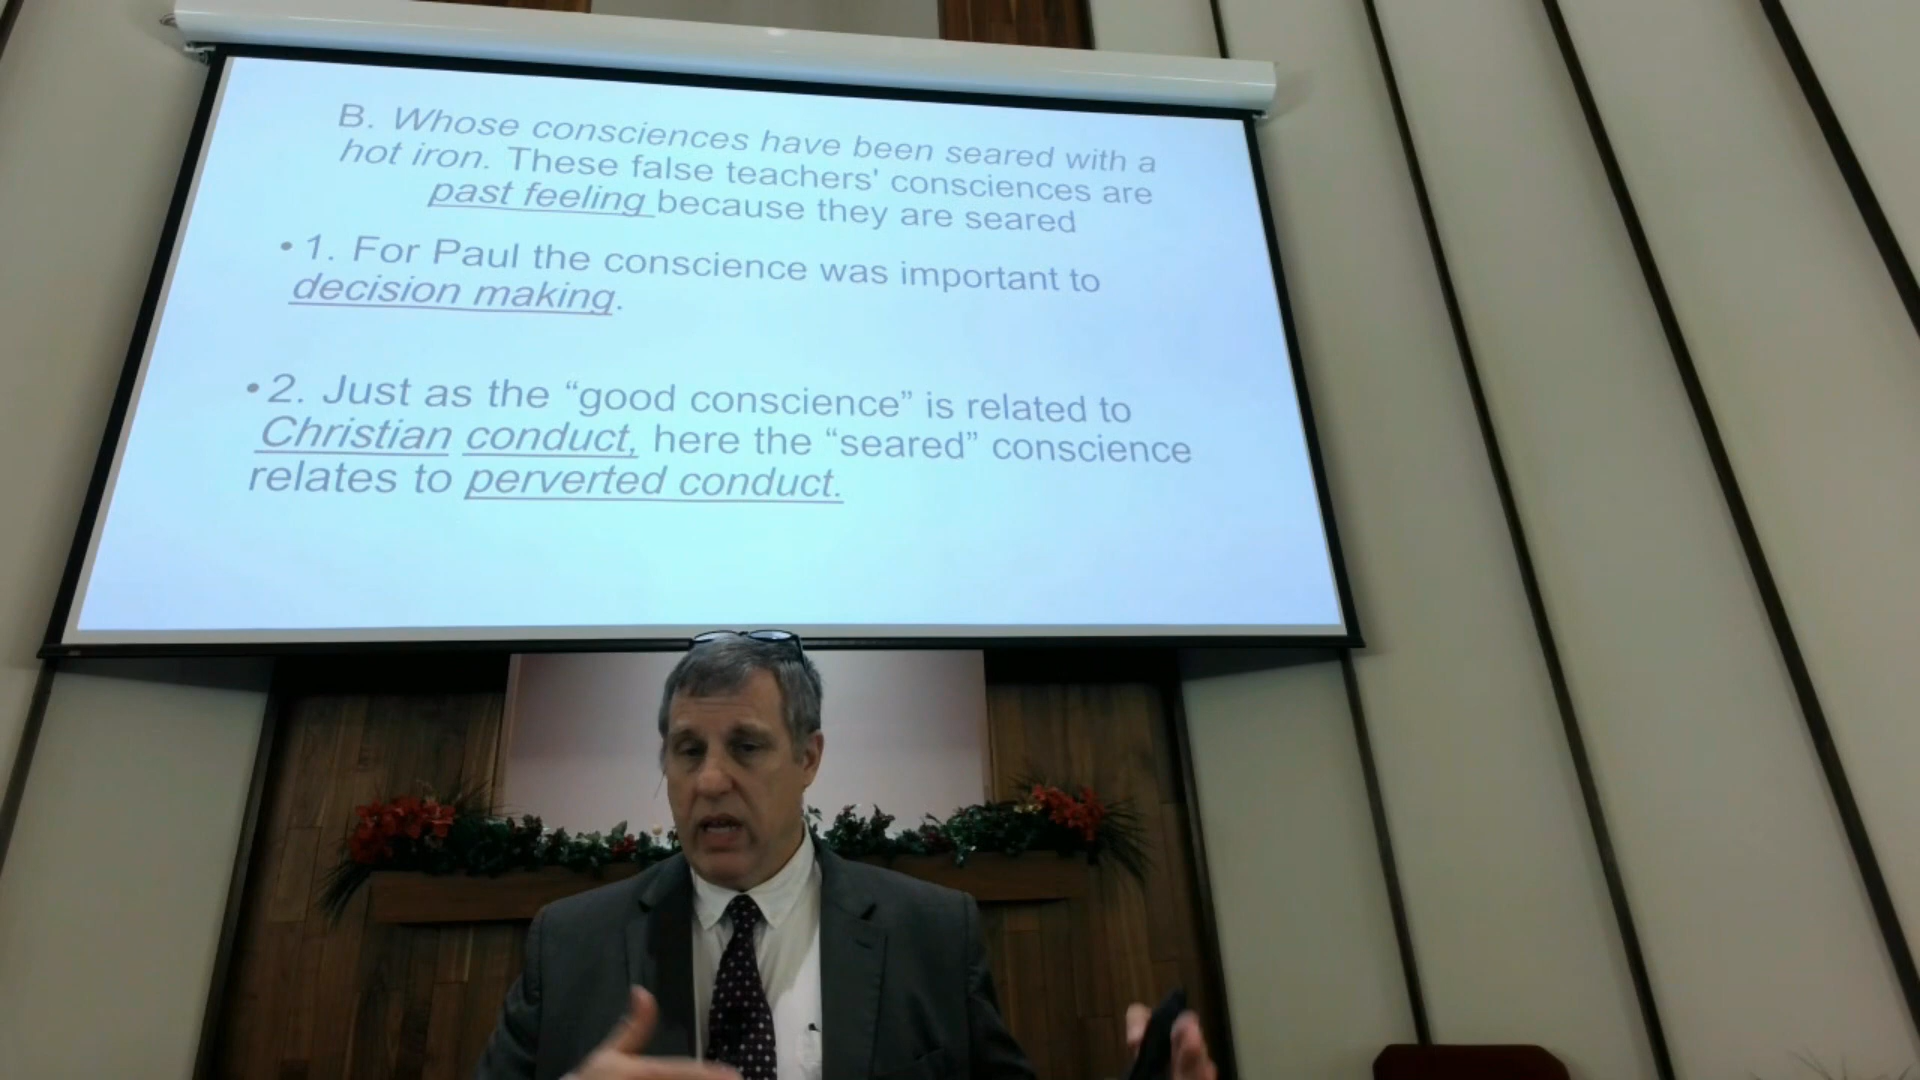 B. Whose consciences have been seared with a
hot iron. These false teachers' consciences are
past feeling because they are seared
• 1. For Paul the conscience was important to
decision making.
• 2. Just as the “good conscience” is related to
Christian conduct, here the “seared” conscience
relates to perverted conduct.